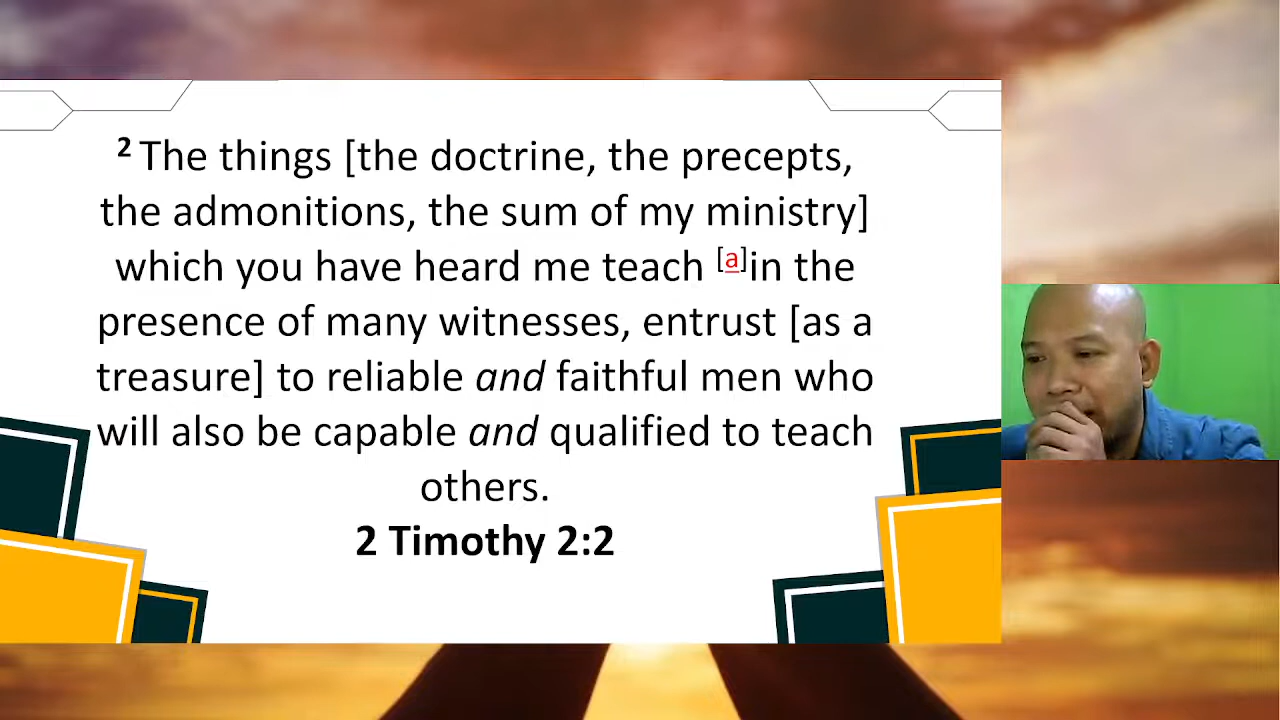 2 The things [the doctrine, the precepts,
the admonitions, the sum of my ministry]
which you have heard me teach [a]in the
presence of many witnesses, entrust [as a
treasure] to reliable and faithful men who
will also be capable and qualified to teach
others.
2 Timothy 2:2